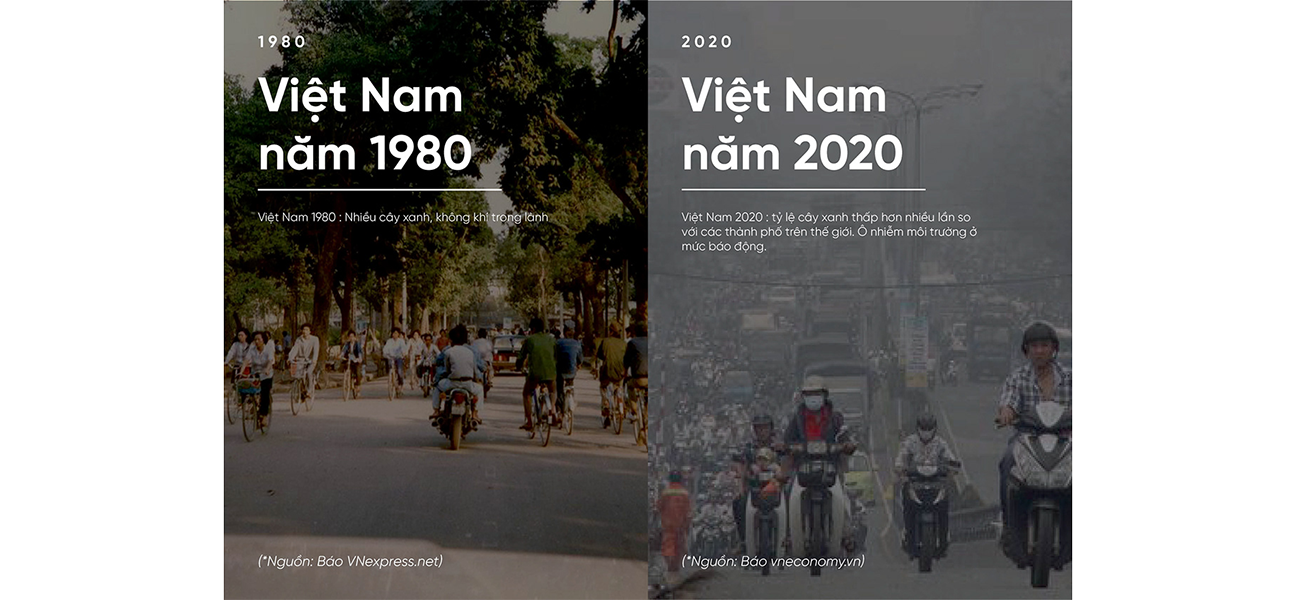 1980
Việt Nam
năm 1980
Việt Nam 1980 : Nhiều cây xanh, không khí trong lành
(*Nguồn: Báo VNexpress.net)
2020
Việt Nam
năm 2020
Việt Nam 2020 : tỷ lệ cây xanh thấp hơn nhiều lần so
với các thành phố trên thế giới. Ô nhiễm môi trường ở
mức báo động.
(*Nguồn: Báo vneconomy.vn)